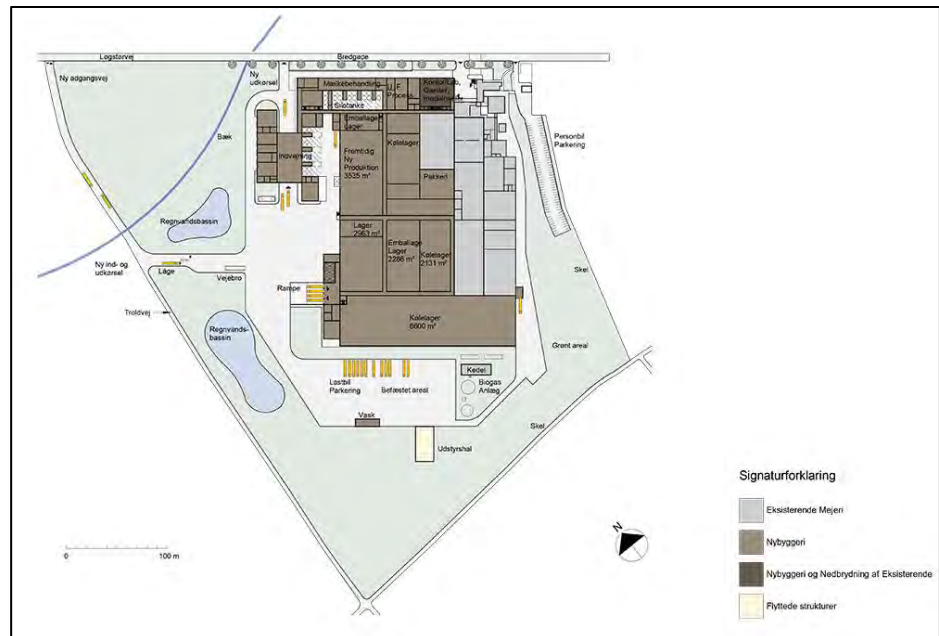 Løgstørvej
Bredgade
Ny adgangsvej
Ny
udkørsel
Mælkebehandling
U. F.
Process
Silotanke
Emballage
Lager
Bæk
Indvejning
Fremtidig
Ny
Produktion
3535 m²
Kølelager
Pakkeri
Personbil
Parkering
Regnvandsbassin
Lager
2963 m²
Emballage
Lager
2286 m²
Kølelager
2131 m²
Ny ind- og
udkørsel
Låge
Vejebro
Skel
Rampe
Troldvej
Regnvands-
bassin
Kølelager
6600 m²
Grønt areal
Kedel
Lastbil
Parkering
Befæstet areal
Biogas
Anlæg
Vask
Skel
Udstyrshal
Signaturforklaring
Eksisterende Mejeri
Nybyggeri
Nybyggeri og Nedbrydning af Eksisterende
Flyttede strukturer
N
0
100 m